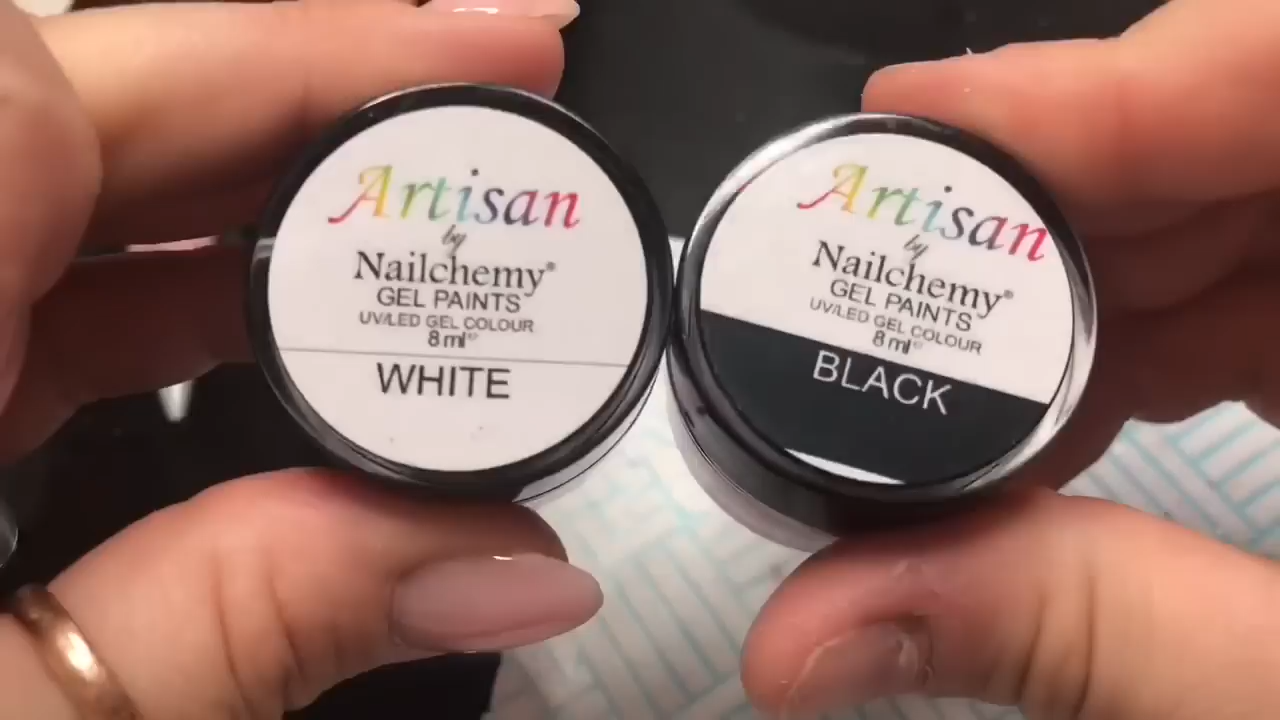 Artisan
by
Nailchemy®
GEL PAINTS
UV/LED GEL COLOUR
8 ml℮
WHITE
Artisan
by
Nailchemy®
GEL PAINTS
UV/LED GEL COLOUR
8 ml℮
BLACK